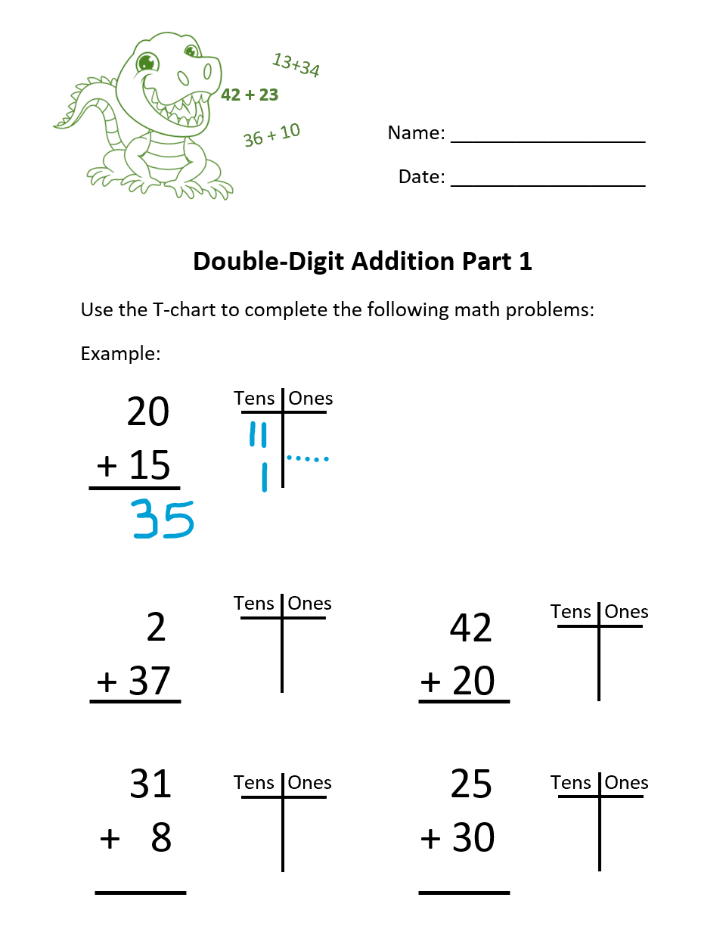 13+34
42 + 23
36 + 10
Name: ____________________
Date: ____________________
Double-Digit Addition Part 1
Use the T-chart to complete the following math problems:
Example:
20
+ 15
35
Tens Ones
2
+ 37
Tens Ones
42
+ 20
Tens Ones
31
+ 8
Tens Ones
25
+ 30
Tens Ones